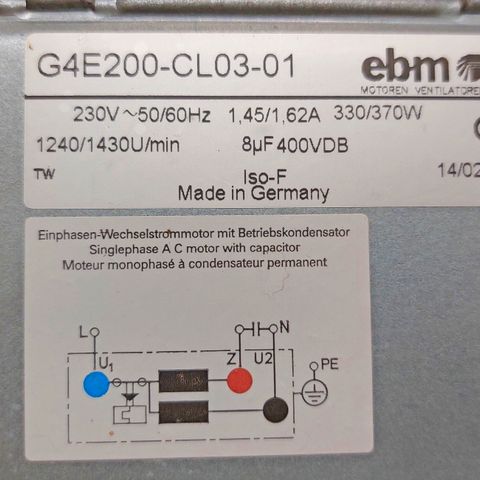 G4E200-CL03-01
ebm
MOTOREN VENTILATOREN
230V~50/60Hz 1,45/1,62A 330/370W
1240/1430U/min 8µF 400VDB
14/02
TW
Iso-F
Made in Germany
Einphasen-Wechselstrommotor mit Betriebskondensator
Singlephase A C motor with capacitor
Moteur monophasé à condensateur permanent
L N
U1 Z U2 PE